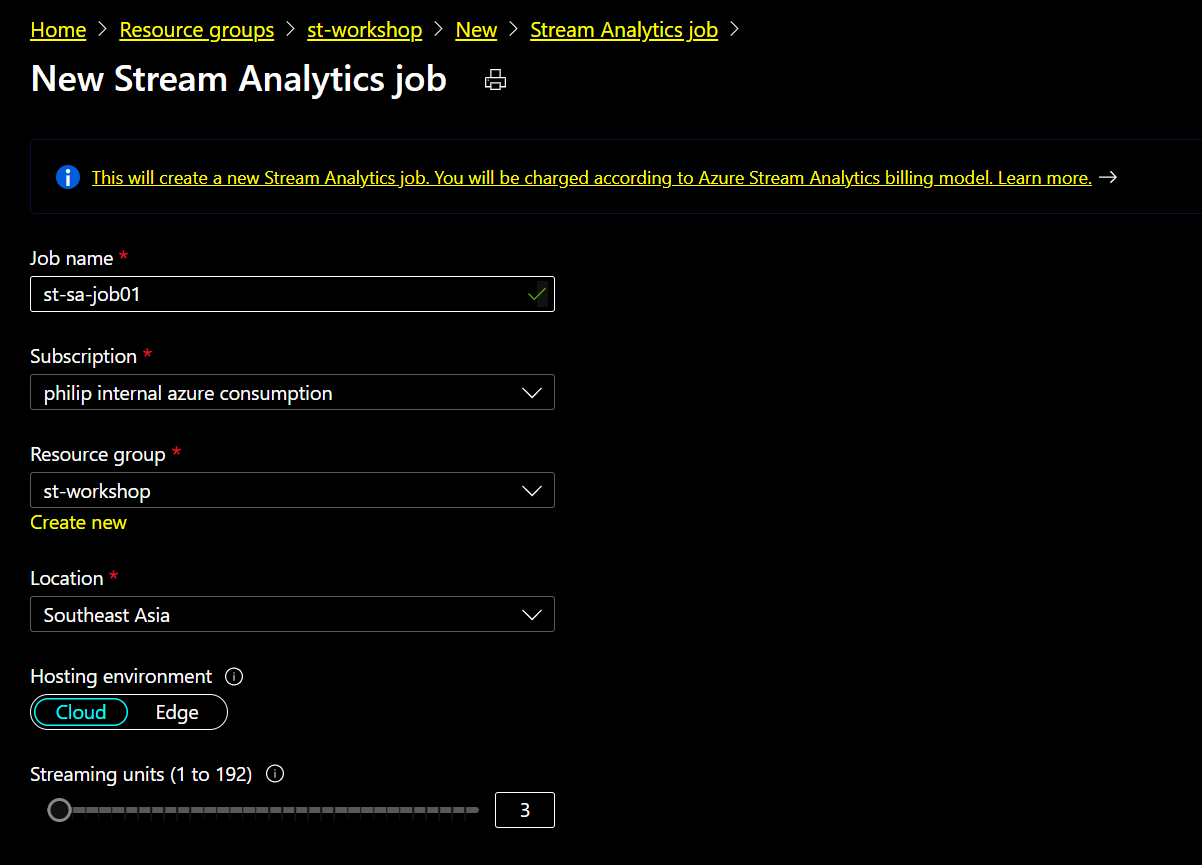 Home > Resource groups > st-workshop > New > Stream Analytics job >
New Stream Analytics job
This will create a new Stream Analytics job. You will be charged according to Azure Stream Analytics billing model. Learn more. →
Job name *
st-sa-job01
Subscription *
philip internal azure consumption
Resource group *
st-workshop
Create new
Location *
Southeast Asia
Hosting environment
Cloud Edge
Streaming units (1 to 192)
3